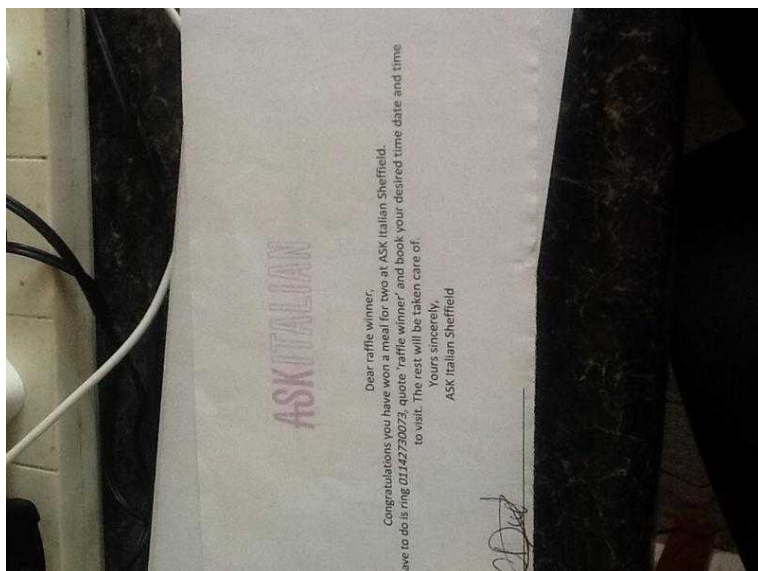 ASK ITALIAN
Dear raffle winner,
Congratulations you have won a meal for two at ASK Italian Sheffield.
ave to do is ring 01142730073, quote 'raffle winner' and book your desired time date and time
to visit. The rest will be taken care of.
Yours sincerely,
ASK Italian Sheffield